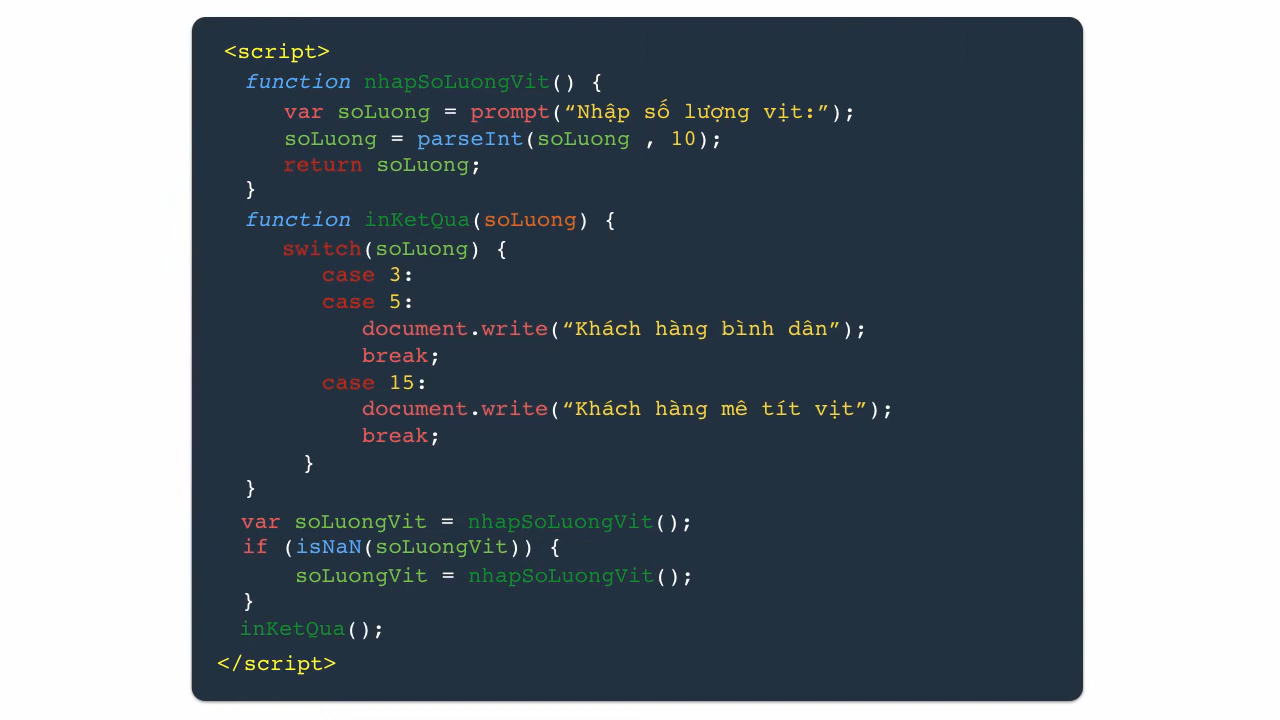 <script>
function nhapSoLuongVit() {
var soLuong = prompt(“Nhập số lượng vịt:”);
soLuong = parseInt(soLuong , 10);
return soLuong;
}
function inKetQua(soLuong) {
switch(soLuong) {
case 3:
case 5:
document.write(“Khách hàng bình dân”);
break;
case 15:
document.write(“Khách hàng mê tít vịt”);
break;
}
}
var soLuongVit = nhapSoLuongVit();
if (isNaN(soLuongVit)) {
soLuongVit = nhapSoLuongVit();
}
inKetQua();
</script>